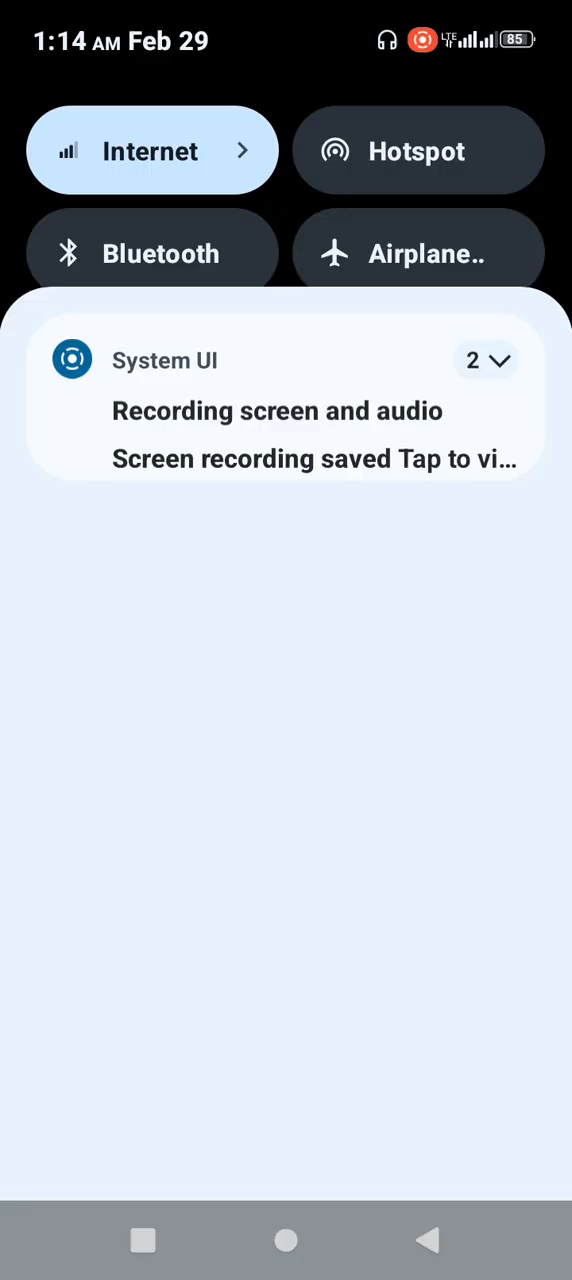 1:14 AM Feb 29
LTE
85
Internet
Hotspot
Bluetooth
Airplane..
System UI
2
Recording screen and audio
Screen recording saved Tap to vi...